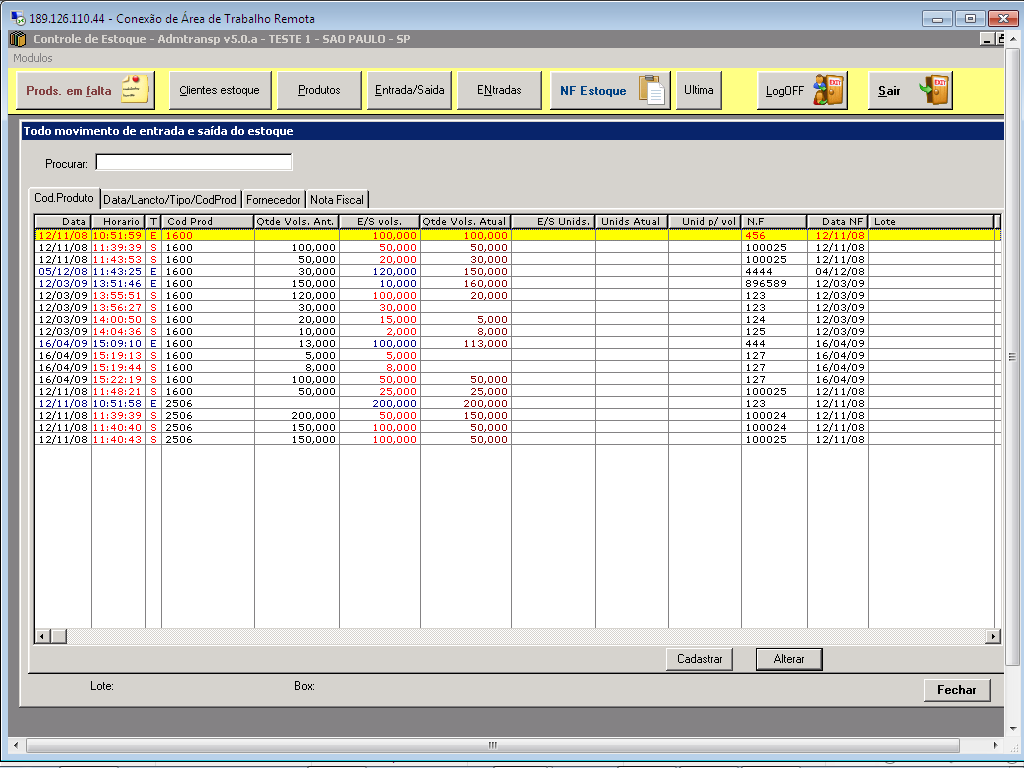 189.126.110.44 - Conexão de Área de Trabalho Remota
Controle de Estoque - Admtransp v5.0.a - TESTE 1 - SAO PAULO - SP
Modulos
Prods. em falta Clientes estoque Produtos Entrada/Saida ENtradas NF Estoque Ultima LogOFF EXIT Sair EXIT
Todo movimento de entrada e saída do estoque
Procurar:
Cod.Produto Data/Lancto/Tipo/CodProd Fornecedor Nota Fiscal
Data Horario T Cod Prod Qtde Vols. Ant. E/S vols. Qtde Vols. Atual E/S Unids. Unids Atual Unid p/ vol N.F Data NF Lote
12/11/08 10:51:59 E 1600 100,000 100,000 456 12/11/08
12/11/08 11:39:39 S 1600 100,000 50,000 50,000 100025 12/11/08
12/11/08 11:43:53 S 1600 50,000 20,000 30,000 100025 12/11/08
05/12/08 11:43:25 E 1600 30,000 120,000 150,000 4444 04/12/08
12/03/09 13:51:46 E 1600 150,000 10,000 160,000 896589 12/03/09
12/03/09 13:55:51 S 1600 120,000 100,000 20,000 123 12/03/09
12/03/09 13:56:27 S 1600 30,000 30,000 123 12/03/09
12/03/09 14:00:50 S 1600 20,000 15,000 5,000 124 12/03/09
12/03/09 14:04:36 S 1600 10,000 2,000 8,000 125 12/03/09
16/04/09 15:09:10 E 1600 13,000 100,000 113,000 444 16/04/09
16/04/09 15:19:13 S 1600 5,000 5,000 127 16/04/09
16/04/09 15:19:44 S 1600 8,000 8,000 127 16/04/09
16/04/09 15:22:19 S 1600 100,000 50,000 50,000 127 16/04/09
12/11/08 11:48:21 S 1600 50,000 25,000 25,000 100025 12/11/08
12/11/08 10:51:58 E 2506 200,000 200,000 123 12/11/08
12/11/08 11:39:39 S 2506 200,000 50,000 150,000 100024 12/11/08
12/11/08 11:40:40 S 2506 150,000 100,000 50,000 100024 12/11/08
12/11/08 11:40:43 S 2506 150,000 100,000 50,000 100025 12/11/08
Cadastrar Alterar
Lote: Box:
Fechar